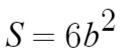 S = 6b²